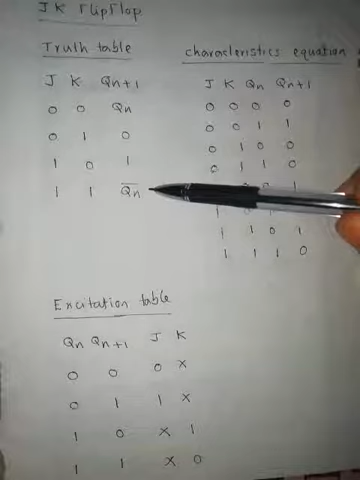 JK Flipflop
Truth table
J K Qn+1
0 0 Qn
0 1 0
1 0 1
1 1 Q̅n
characteristics equation
J K Qn Qn+1
0 0 0 0
0 0 1 1
0 1 0 0
0 1 1 0
1
1
1 1 0 1
1 1 1 0
Excitation table
Qn Qn+1 J K
0 0 0 X
0 1 1 X
1 0 X 1
1 1 X 0